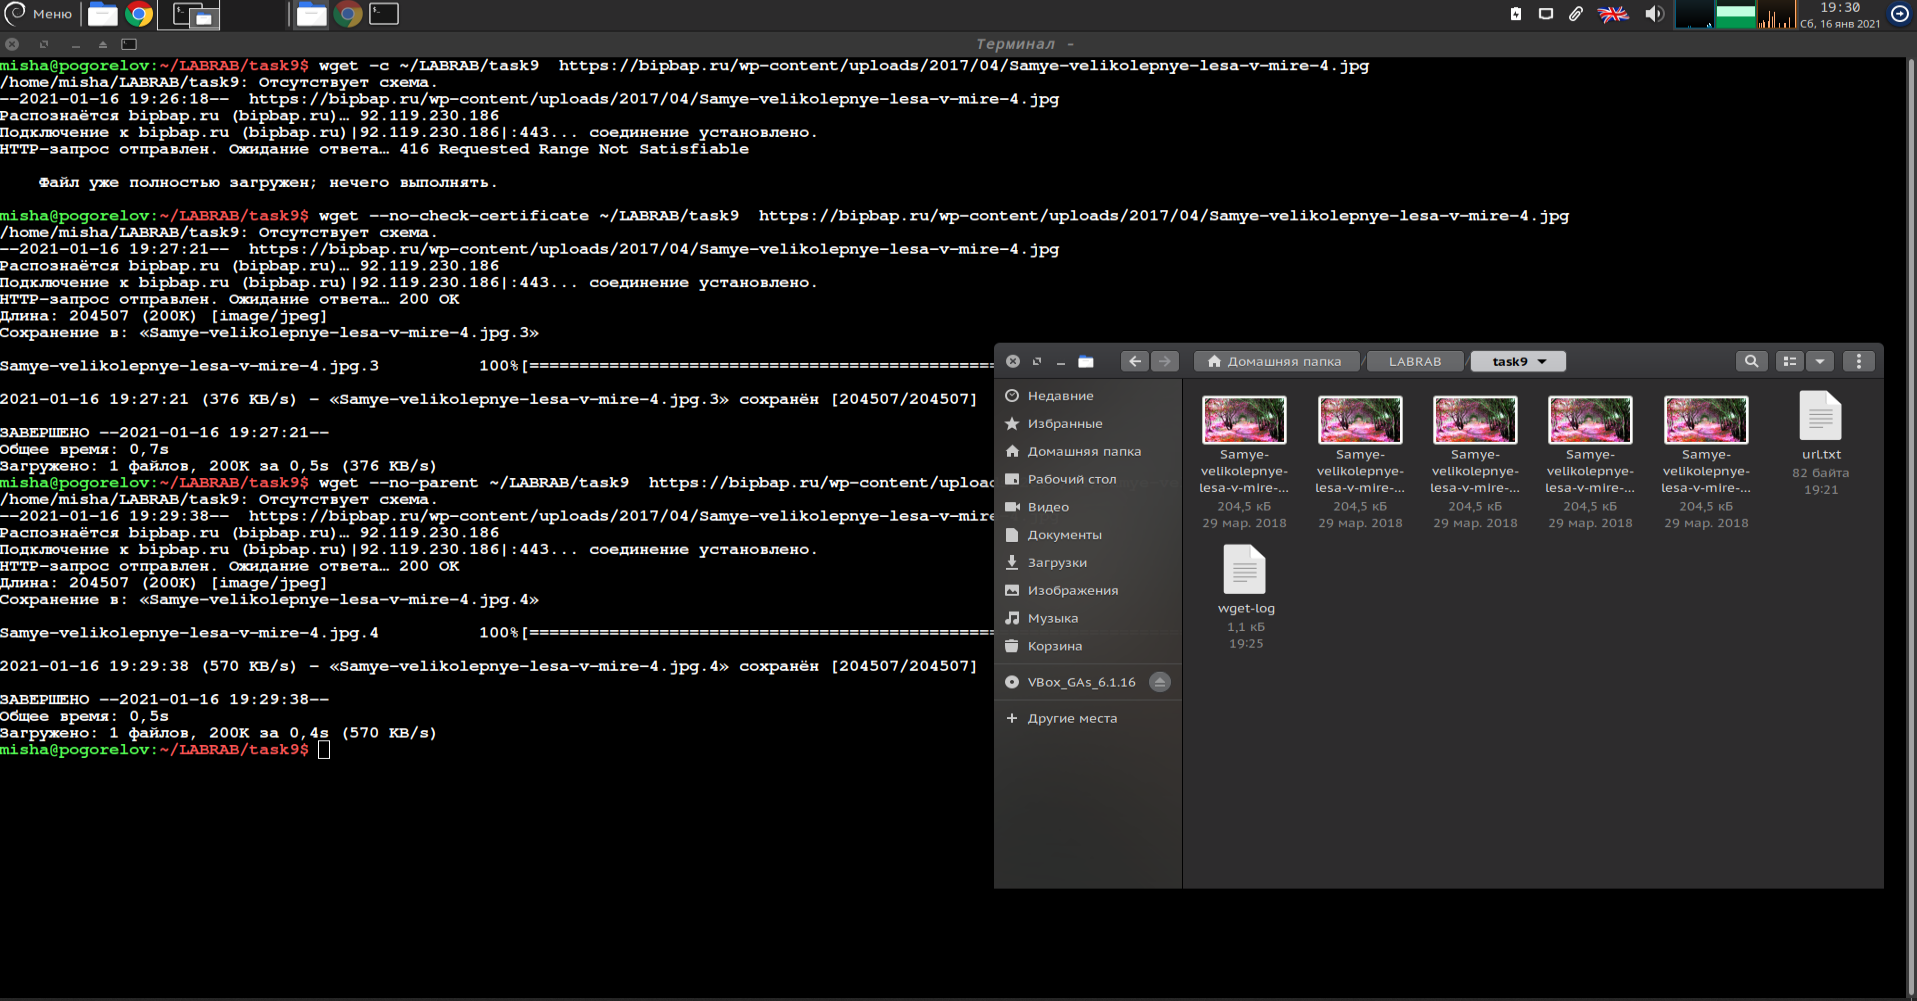 Меню
19:30
Сб, 16 янв 2021
Терминал -
misha@pogorelov:~/LABRAB/task9$ wget -c ~/LABRAB/task9  https://bipbap.ru/wp-content/uploads/2017/04/Samye-velikolepnye-lesa-v-mire-4.jpg
/home/misha/LABRAB/task9: Отсутствует схема.
--2021-01-16 19:26:18--  https://bipbap.ru/wp-content/uploads/2017/04/Samye-velikolepnye-lesa-v-mire-4.jpg
Распознаётся bipbap.ru (bipbap.ru)… 92.119.230.186
Подключение к bipbap.ru (bipbap.ru)|92.119.230.186|:443... соединение установлено.
HTTP-запрос отправлен. Ожидание ответа… 416 Requested Range Not Satisfiable
Файл уже полностью загружен; нечего выполнять.
misha@pogorelov:~/LABRAB/task9$ wget --no-check-certificate ~/LABRAB/task9  https://bipbap.ru/wp-content/uploads/2017/04/Samye-velikolepnye-lesa-v-mire-4.jpg
/home/misha/LABRAB/task9: Отсутствует схема.
--2021-01-16 19:27:21--  https://bipbap.ru/wp-content/uploads/2017/04/Samye-velikolepnye-lesa-v-mire-4.jpg
Распознаётся bipbap.ru (bipbap.ru)… 92.119.230.186
Подключение к bipbap.ru (bipbap.ru)|92.119.230.186|:443... соединение установлено.
HTTP-запрос отправлен. Ожидание ответа… 200 OK
Длина: 204507 (200K) [image/jpeg]
Сохранение в: «Samye-velikolepnye-lesa-v-mire-4.jpg.3»
Samye-velikolepnye-lesa-v-mire-4.jpg.3          100%[===============================================
2021-01-16 19:27:21 (376 KB/s) - «Samye-velikolepnye-lesa-v-mire-4.jpg.3» сохранён [204507/204507]
ЗАВЕРШЕНО --2021-01-16 19:27:21--
Общее время: 0,7s
Загружено: 1 файлов, 200K за 0,5s (376 KB/s)
misha@pogorelov:~/LABRAB/task9$ wget --no-parent ~/LABRAB/task9  https://bipbap.ru/wp-content/uploa
/home/misha/LABRAB/task9: Отсутствует схема.
--2021-01-16 19:29:38--  https://bipbap.ru/wp-content/uploads/2017/04/Samye-velikolepnye-lesa-v-mire
Распознаётся bipbap.ru (bipbap.ru)… 92.119.230.186
Подключение к bipbap.ru (bipbap.ru)|92.119.230.186|:443... соединение установлено.
HTTP-запрос отправлен. Ожидание ответа… 200 OK
Длина: 204507 (200K) [image/jpeg]
Сохранение в: «Samye-velikolepnye-lesa-v-mire-4.jpg.4»
Samye-velikolepnye-lesa-v-mire-4.jpg.4          100%[===============================================
2021-01-16 19:29:38 (570 KB/s) - «Samye-velikolepnye-lesa-v-mire-4.jpg.4» сохранён [204507/204507]
ЗАВЕРШЕНО --2021-01-16 19:29:38--
Общее время: 0,5s
Загружено: 1 файлов, 200K за 0,4s (570 KB/s)
misha@pogorelov:~/LABRAB/task9$
Домашняя папка / LABRAB / task9
Недавние
Избранные
Домашняя папка
Рабочий стол
Видео
Документы
Загрузки
Изображения
Музыка
Корзина
VBox_GAs_6.1.16
Другие места
Samye-
velikolepnye-
lesa-v-mire-...
204,5 кБ
29 мар. 2018
Samye-
velikolepnye-
lesa-v-mire-...
204,5 кБ
29 мар. 2018
Samye-
velikolepnye-
lesa-v-mire-...
204,5 кБ
29 мар. 2018
Samye-
velikolepnye-
lesa-v-mire-...
204,5 кБ
29 мар. 2018
Samye-
velikolepnye-
lesa-v-mire-...
204,5 кБ
29 мар. 2018
url.txt
82 байта
19:21
wget-log
1,1 кБ
19:25